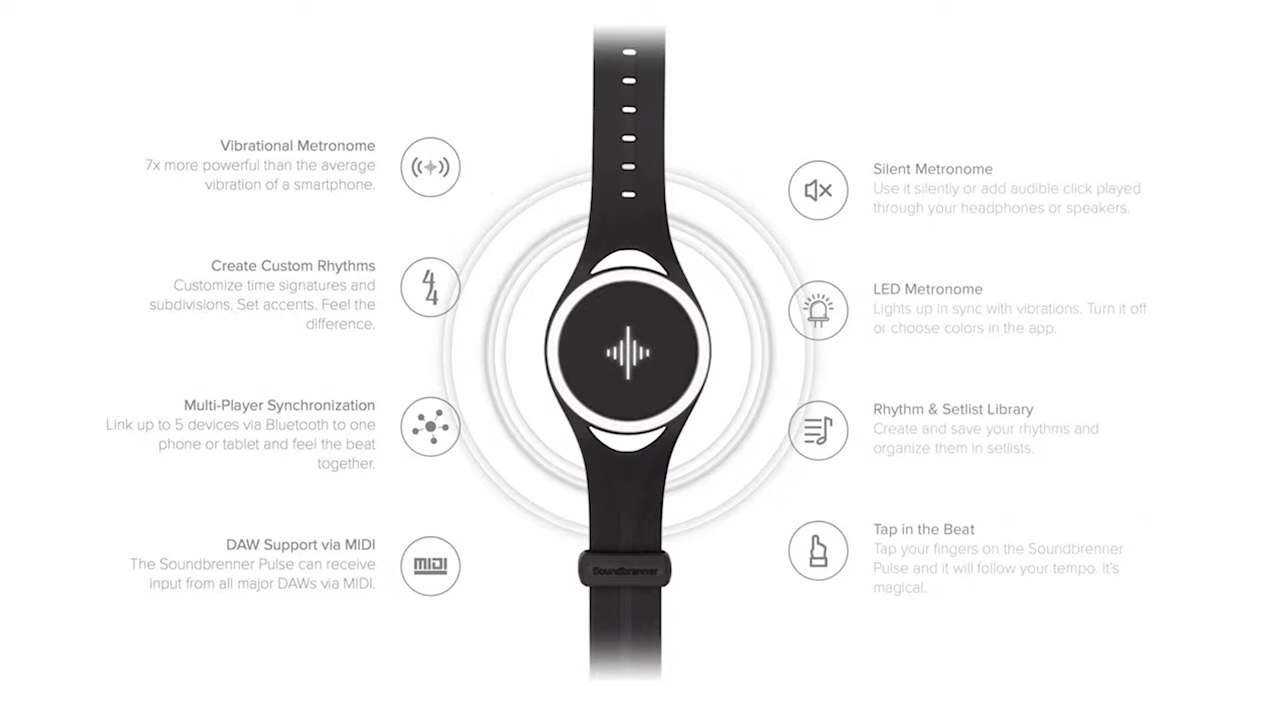 Vibrational Metronome
7x more powerful than the average
vibration of a smartphone.
Create Custom Rhythms
Customize time signatures and
subdivisions. Set accents. Feel the
difference.
Multi-Player Synchronization
Link up to 5 devices via Bluetooth to one
phone or tablet and feel the beat
together.
DAW Support via MIDI
The Soundbrenner Pulse can receive
input from all major DAWs via MIDI.
4
4
MIDI
Soundbrenner
Silent Metronome
Use it silently or add audible click played
through your headphones or speakers.
LED Metronome
Lights up in sync with vibrations. Turn it off
or choose colors in the app.
Rhythm & Setlist Library
Create and save your rhythms and
organize them in setlists.
Tap in the Beat
Tap your fingers on the Soundbrenner
Pulse and it will follow your tempo. It's
magical.